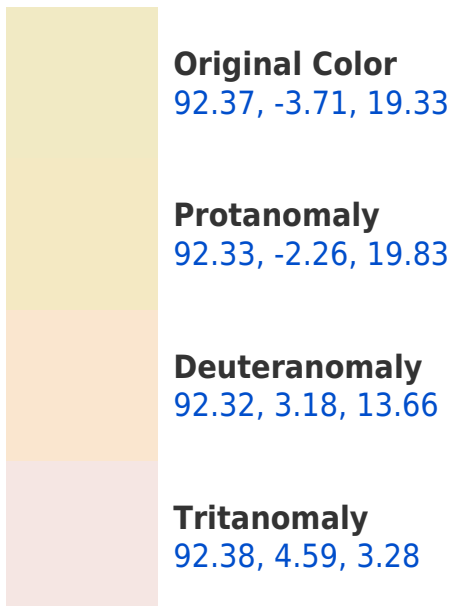 Original Color
92.37, -3.71, 19.33
Protanomaly
92.33, -2.26, 19.83
Deuteranomaly
92.32, 3.18, 13.66
Tritanomaly
92.38, 4.59, 3.28